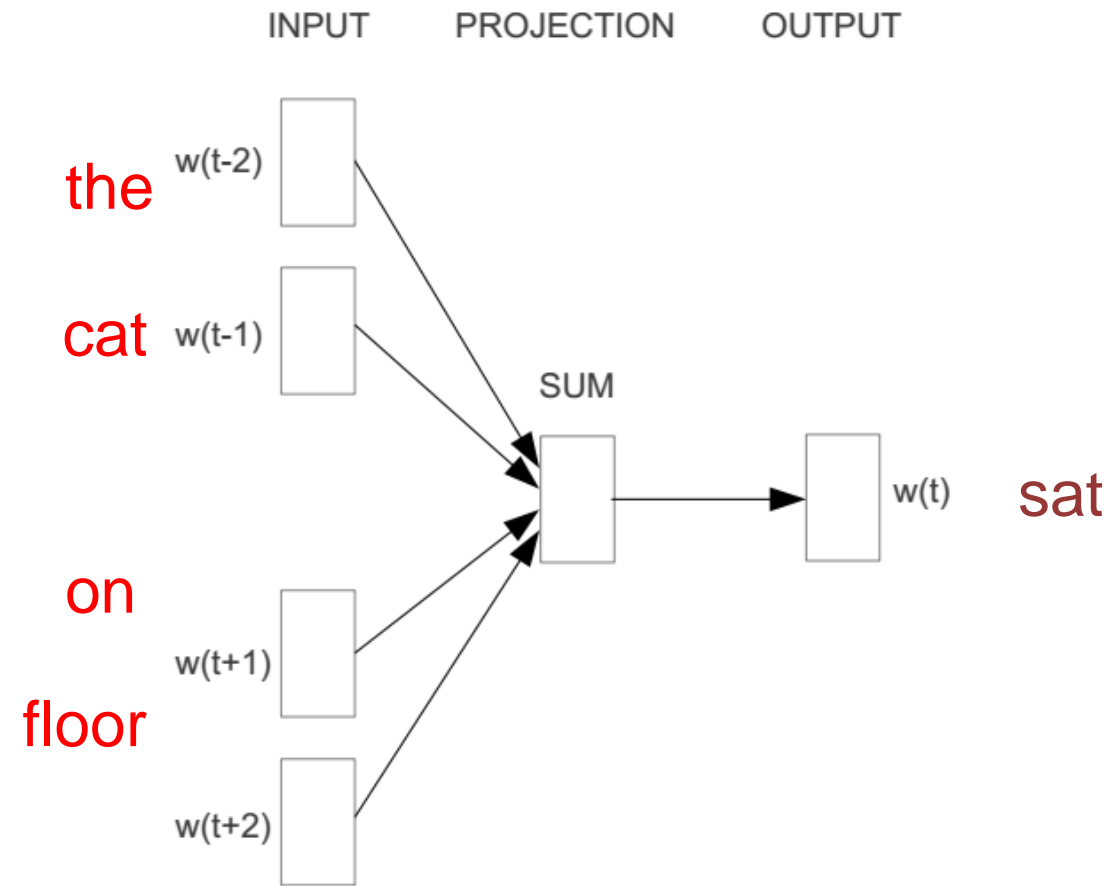 INPUT PROJECTION OUTPUT
the w(t-2)
cat w(t-1)
SUM
w(t) sat
on
w(t+1)
floor
w(t+2)